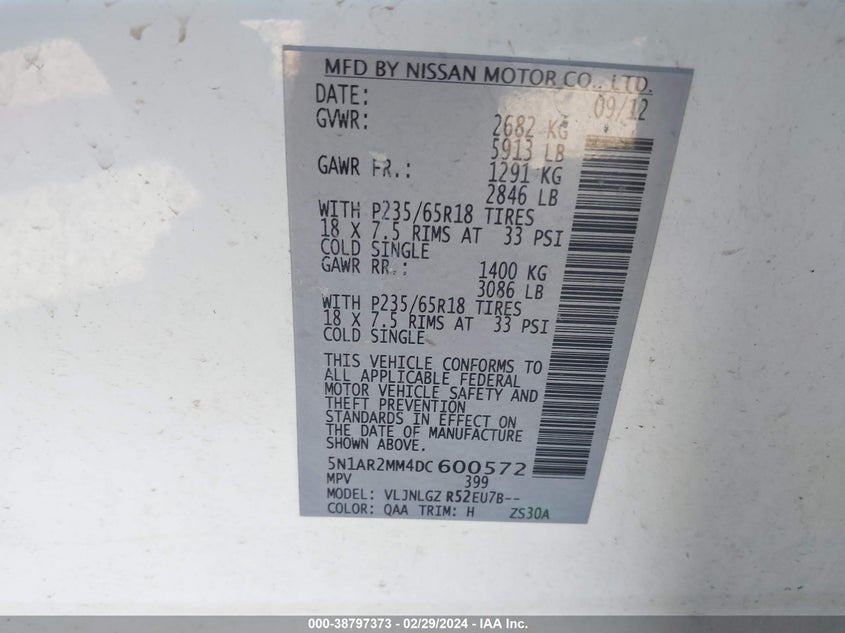 MFD BY NISSAN MOTOR CO., LTD.
DATE: 09/12
GVWR: 2682 KG
5913 LB
GAWR FR.: 1291 KG
2846 LB
WITH P235/65R18 TIRES
18 X 7.5 RIMS AT 33 PSI
COLD SINGLE
GAWR RR.: 1400 KG
3086 LB
WITH P235/65R18 TIRES
18 X 7.5 RIMS AT 33 PSI
COLD SINGLE
THIS VEHICLE CONFORMS TO
ALL APPLICABLE FEDERAL
MOTOR VEHICLE SAFETY AND
THEFT PREVENTION
STANDARDS IN EFFECT ON
THE DATE OF MANUFACTURE
SHOWN ABOVE.
5N1AR2MM4DC600572
MPV 399
MODEL: VLJNLGZ R52EU7B--
COLOR: QAA TRIM: H ZS30A
000-38797373 - 02/29/2024 - IAA Inc.